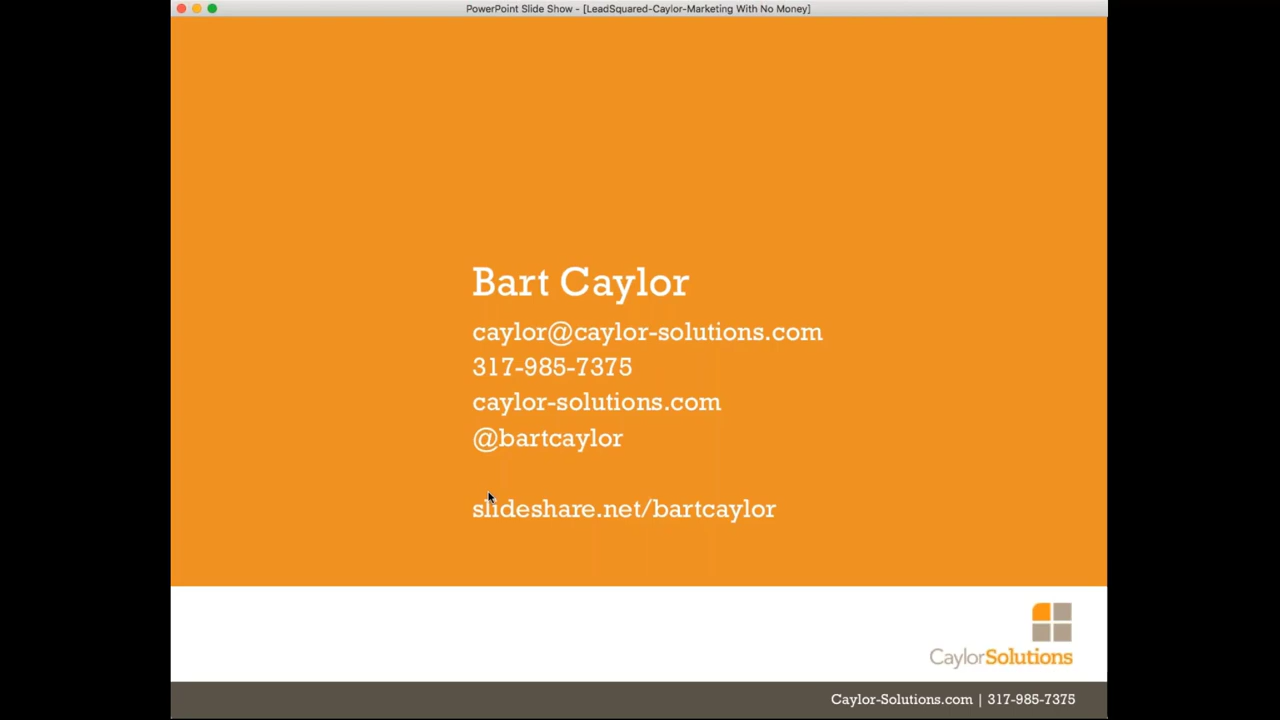 PowerPoint Slide Show - [LeadSquared-Caylor-Marketing With No Money]
Bart Caylor
caylor@caylor-solutions.com
317-985-7375
caylor-solutions.com
@bartcaylor
slideshare.net/bartcaylor
CaylorSolutions
Caylor-Solutions.com | 317-985-7375